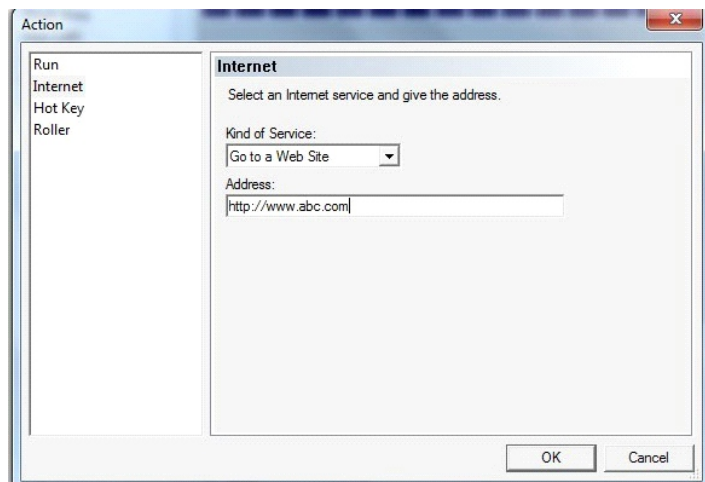 Action
Run
Internet
Hot Key
Roller
Internet
Select an Internet service and give the address.
Kind of Service:
Go to a Web Site
Address:
http://www.abc.com
OK
Cancel